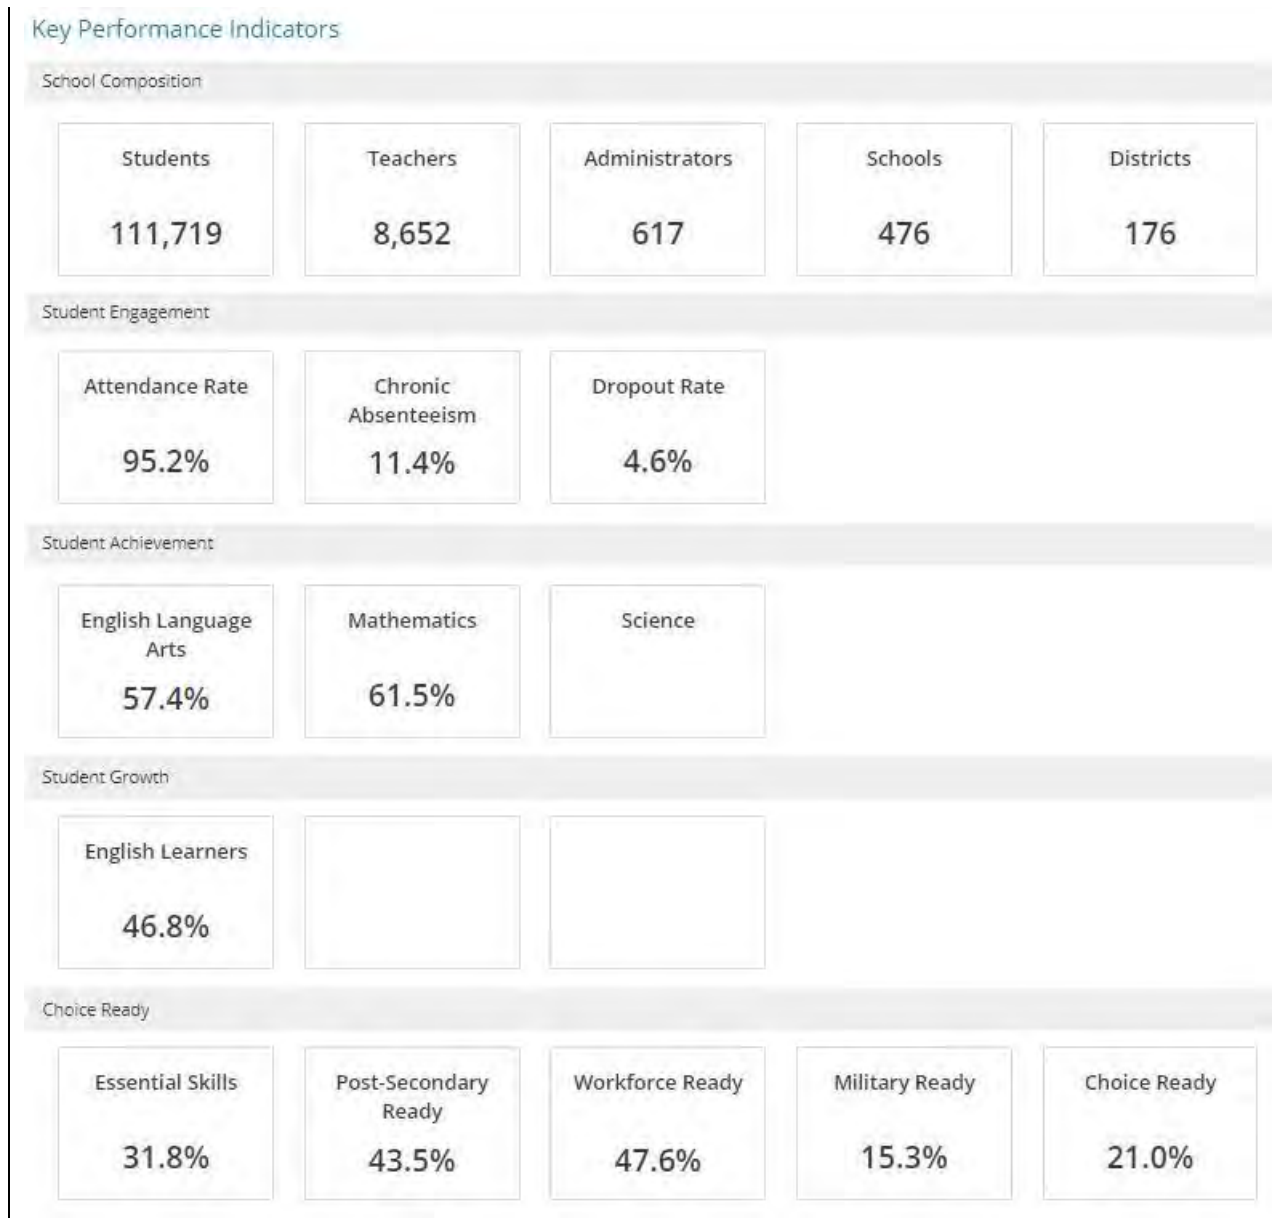 Key Performance Indicators
School Composition
Students
Teachers
Administrators
Schools
Districts
111,719
8,652
617
476
176
Student Engagement
Attendance Rate
Chronic
Absenteeism
Dropout Rate
95.2%
11.4%
4.6%
Student Achievement
English Language
Arts
Mathematics
Science
57.4%
61.5%
Student Growth
English Learners
46.8%
Choice Ready
Essential Skills
Post-Secondary
Ready
Workforce Ready
Military Ready
Choice Ready
31.8%
43.5%
47.6%
15.3%
21.0%